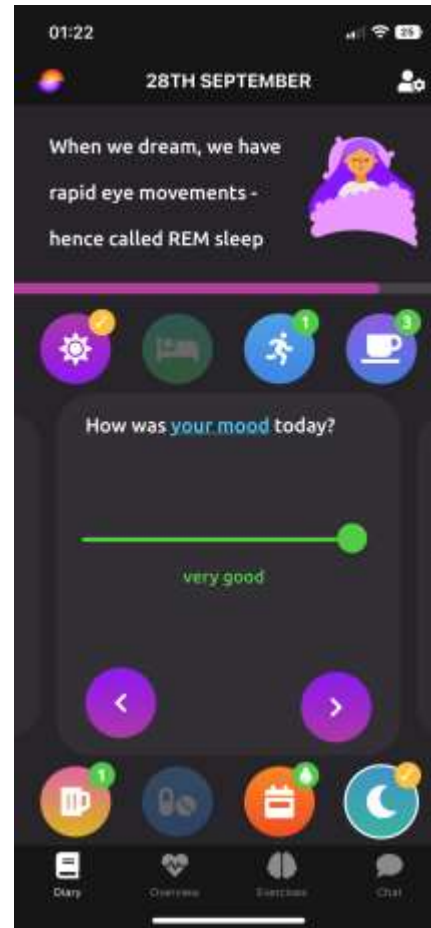 01:22
25
28TH SEPTEMBER
When we dream, we have
rapid eye movements -
hence called REM sleep
1
3
How was your mood today?
very good
1
Diary
Overview
Exercises
Chat